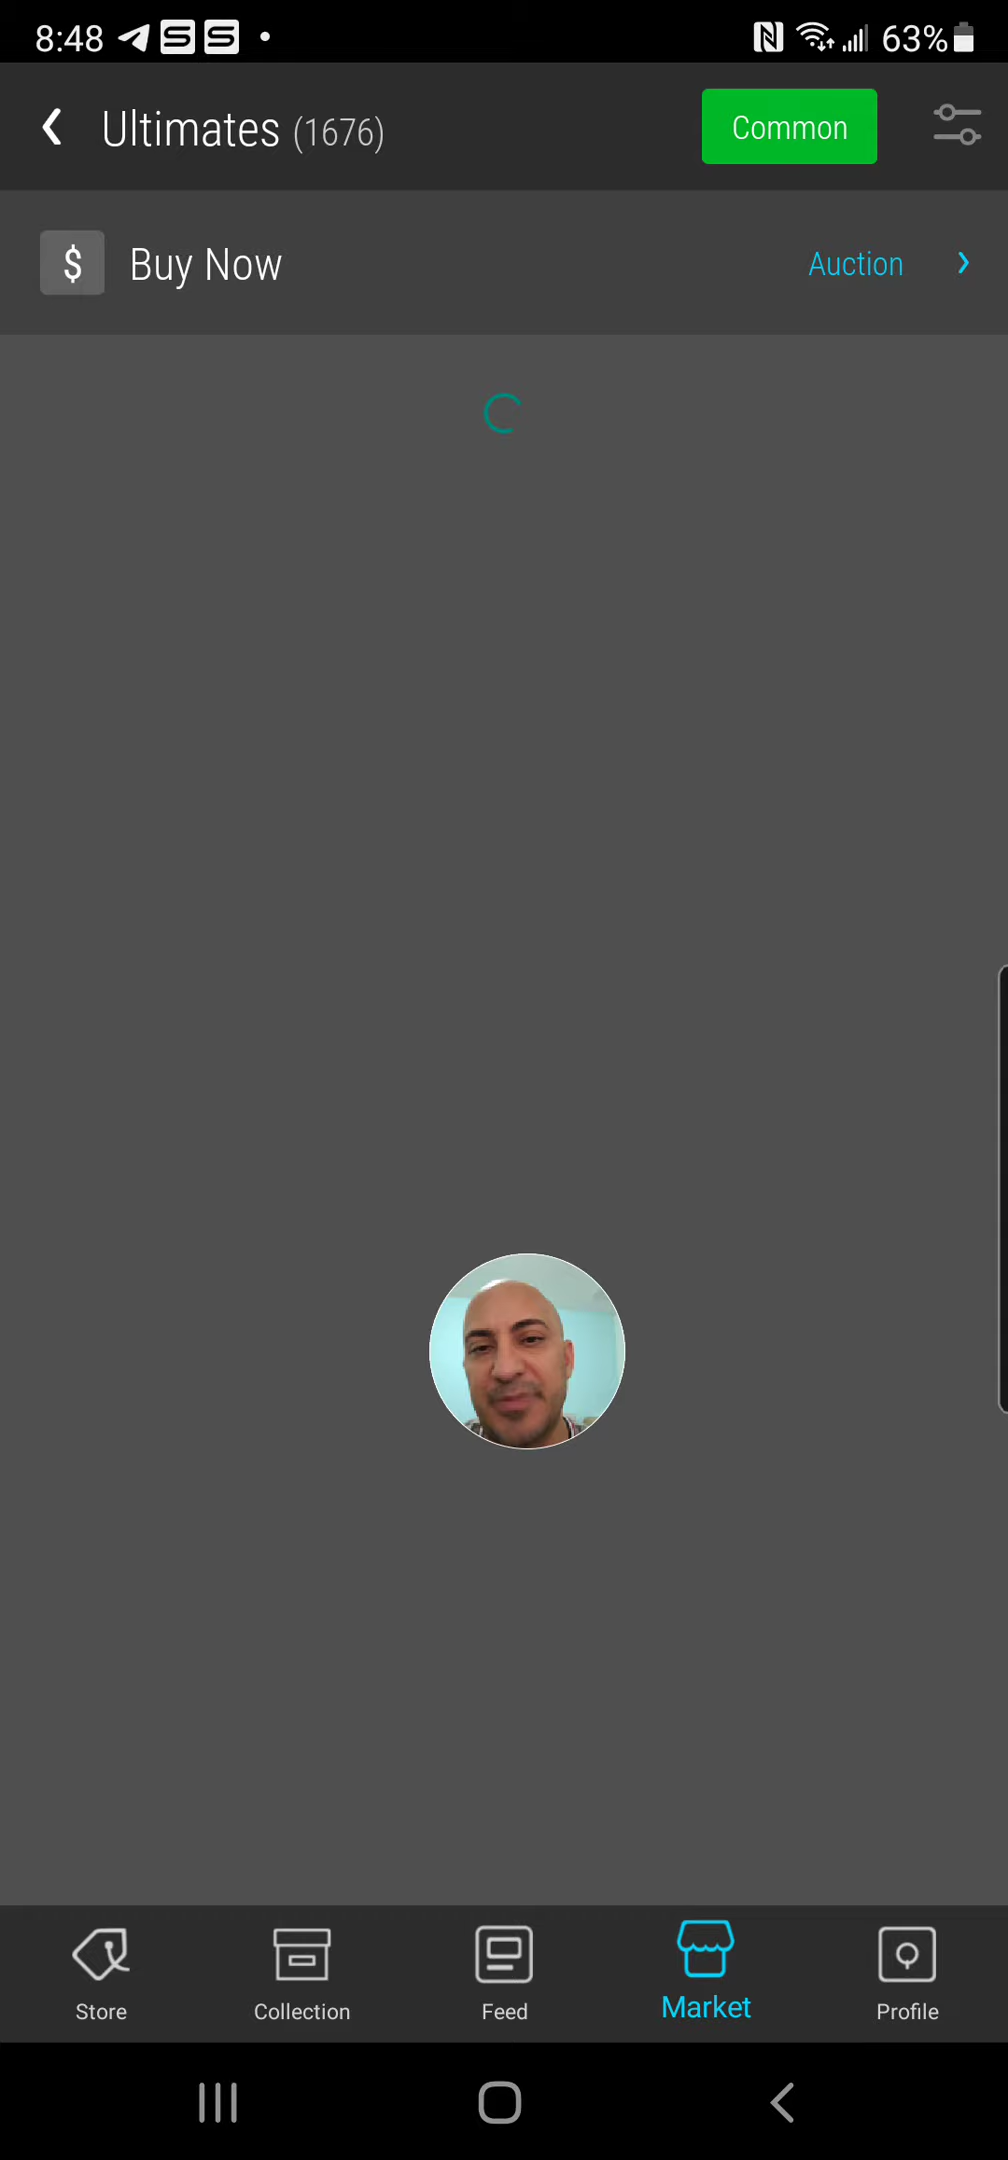 8:48
63%
Ultimates (1676)
Common
$ Buy Now
Auction
Store
Collection
Feed
Market
Profile